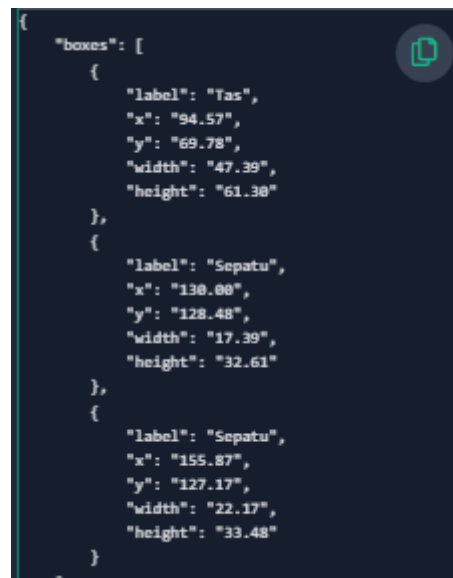 {
"boxes": [
{
"label": "Tas",
"x": "94.57",
"y": "69.78",
"width": "47.39",
"height": "61.30"
},
{
"label": "Sepatu",
"x": "130.00",
"y": "128.48",
"width": "17.39",
"height": "32.61"
},
{
"label": "Sepatu",
"x": "155.87",
"y": "127.17",
"width": "22.17",
"height": "33.48"
}